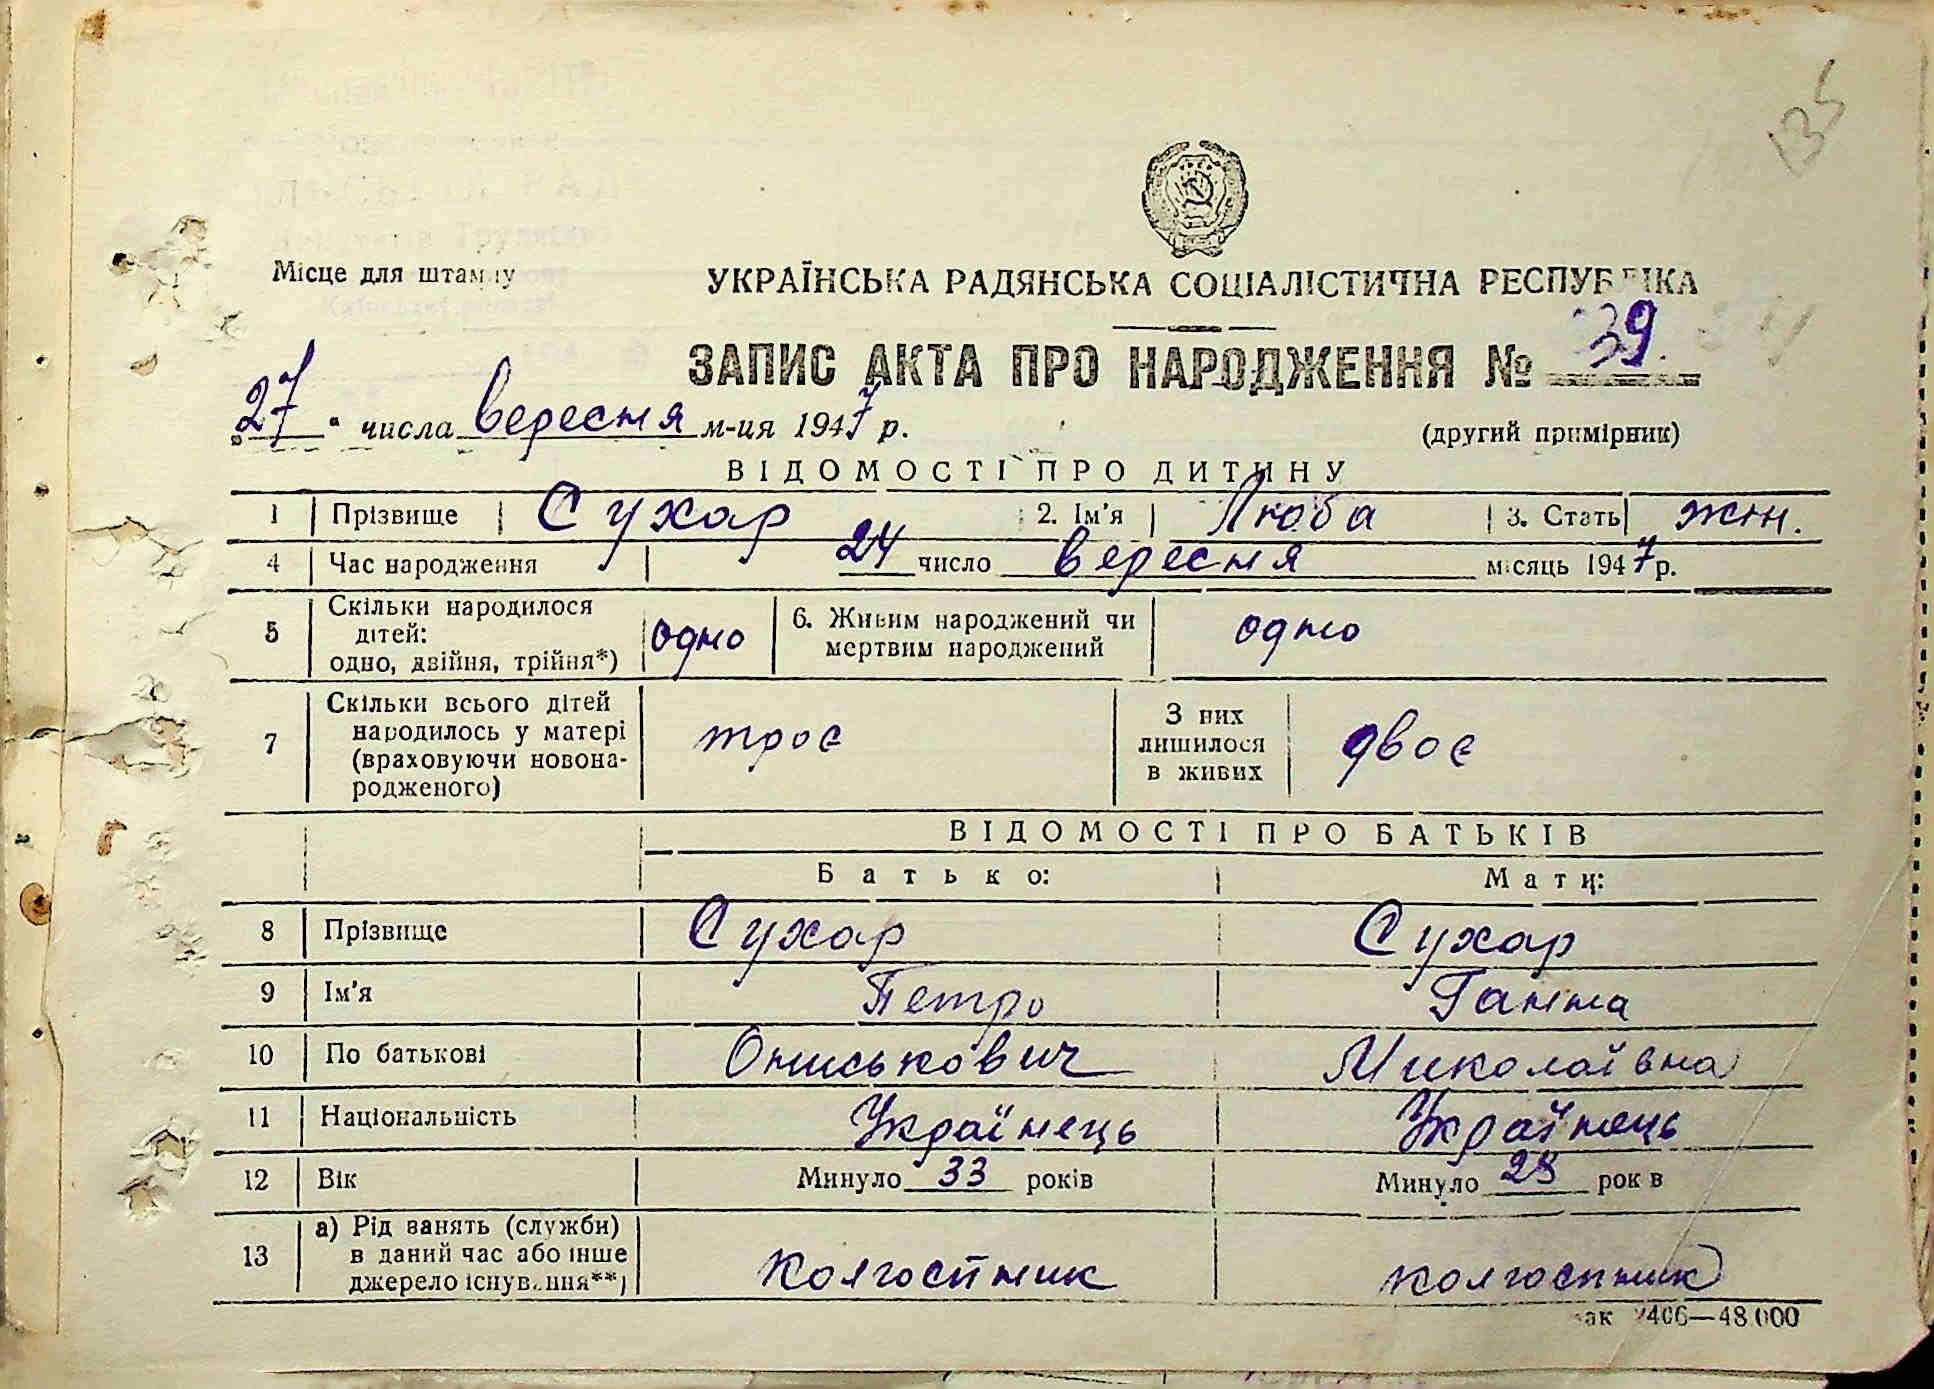 135
Місце для штампу
УКРАЇНСЬКА РАДЯНСЬКА СОЦІАЛІСТИЧНА РЕСПУБЛІКА
ЗАПИС АКТА ПРО НАРОДЖЕННЯ № 39
„27“ числа вересня м-ця 1947 р.
(другий примірник)
ВІДОМОСТІ ПРО ДИТИНУ
1 Прізвище Сухар 2. Ім'я Люба 3. Стать жін.
4 Час народження 24 число вересня місяць 1947 р.
5 Скільки народилося дітей: одно, двійня, трійня*) одно 6. Живим народжений чи мертвим народжений одно
7 Скільки всього дітей народилось у матері (враховуючи новонародженого) троє З них лишилося в живих двоє
ВІДОМОСТІ ПРО БАТЬКІВ
Батько: Мати:
8 Прізвище Сухар Сухар
9 Ім'я Петро Ганна
10 По батькові Ониськович Миколаївна
11 Національність Українець Українець
12 Вік Минуло 33 років Минуло 28 років
13 а) Рід занять (служби) в даний час або інше джерело існування**) колгоспник колгоспник
Зак 2406—48.000